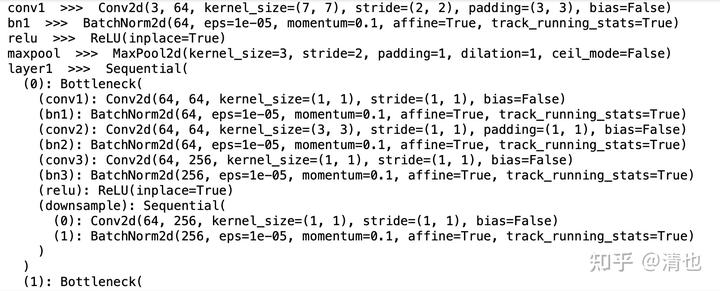 conv1  >>>  Conv2d(3, 64, kernel_size=(7, 7), stride=(2, 2), padding=(3, 3), bias=False)
bn1  >>>  BatchNorm2d(64, eps=1e-05, momentum=0.1, affine=True, track_running_stats=True)
relu  >>>  ReLU(inplace=True)
maxpool  >>>  MaxPool2d(kernel_size=3, stride=2, padding=1, dilation=1, ceil_mode=False)
layer1  >>>  Sequential(
  (0): Bottleneck(
    (conv1): Conv2d(64, 64, kernel_size=(1, 1), stride=(1, 1), bias=False)
    (bn1): BatchNorm2d(64, eps=1e-05, momentum=0.1, affine=True, track_running_stats=True)
    (conv2): Conv2d(64, 64, kernel_size=(3, 3), stride=(1, 1), padding=(1, 1), bias=False)
    (bn2): BatchNorm2d(64, eps=1e-05, momentum=0.1, affine=True, track_running_stats=True)
    (conv3): Conv2d(64, 256, kernel_size=(1, 1), stride=(1, 1), bias=False)
    (bn3): BatchNorm2d(256, eps=1e-05, momentum=0.1, affine=True, track_running_stats=True)
    (relu): ReLU(inplace=True)
    (downsample): Sequential(
      (0): Conv2d(64, 256, kernel_size=(1, 1), stride=(1, 1), bias=False)
      (1): BatchNorm2d(256, eps=1e-05, momentum=0.1, affine=True, track_running_stats=True)
    )
  )
  (1): Bottleneck(
知乎 @清也